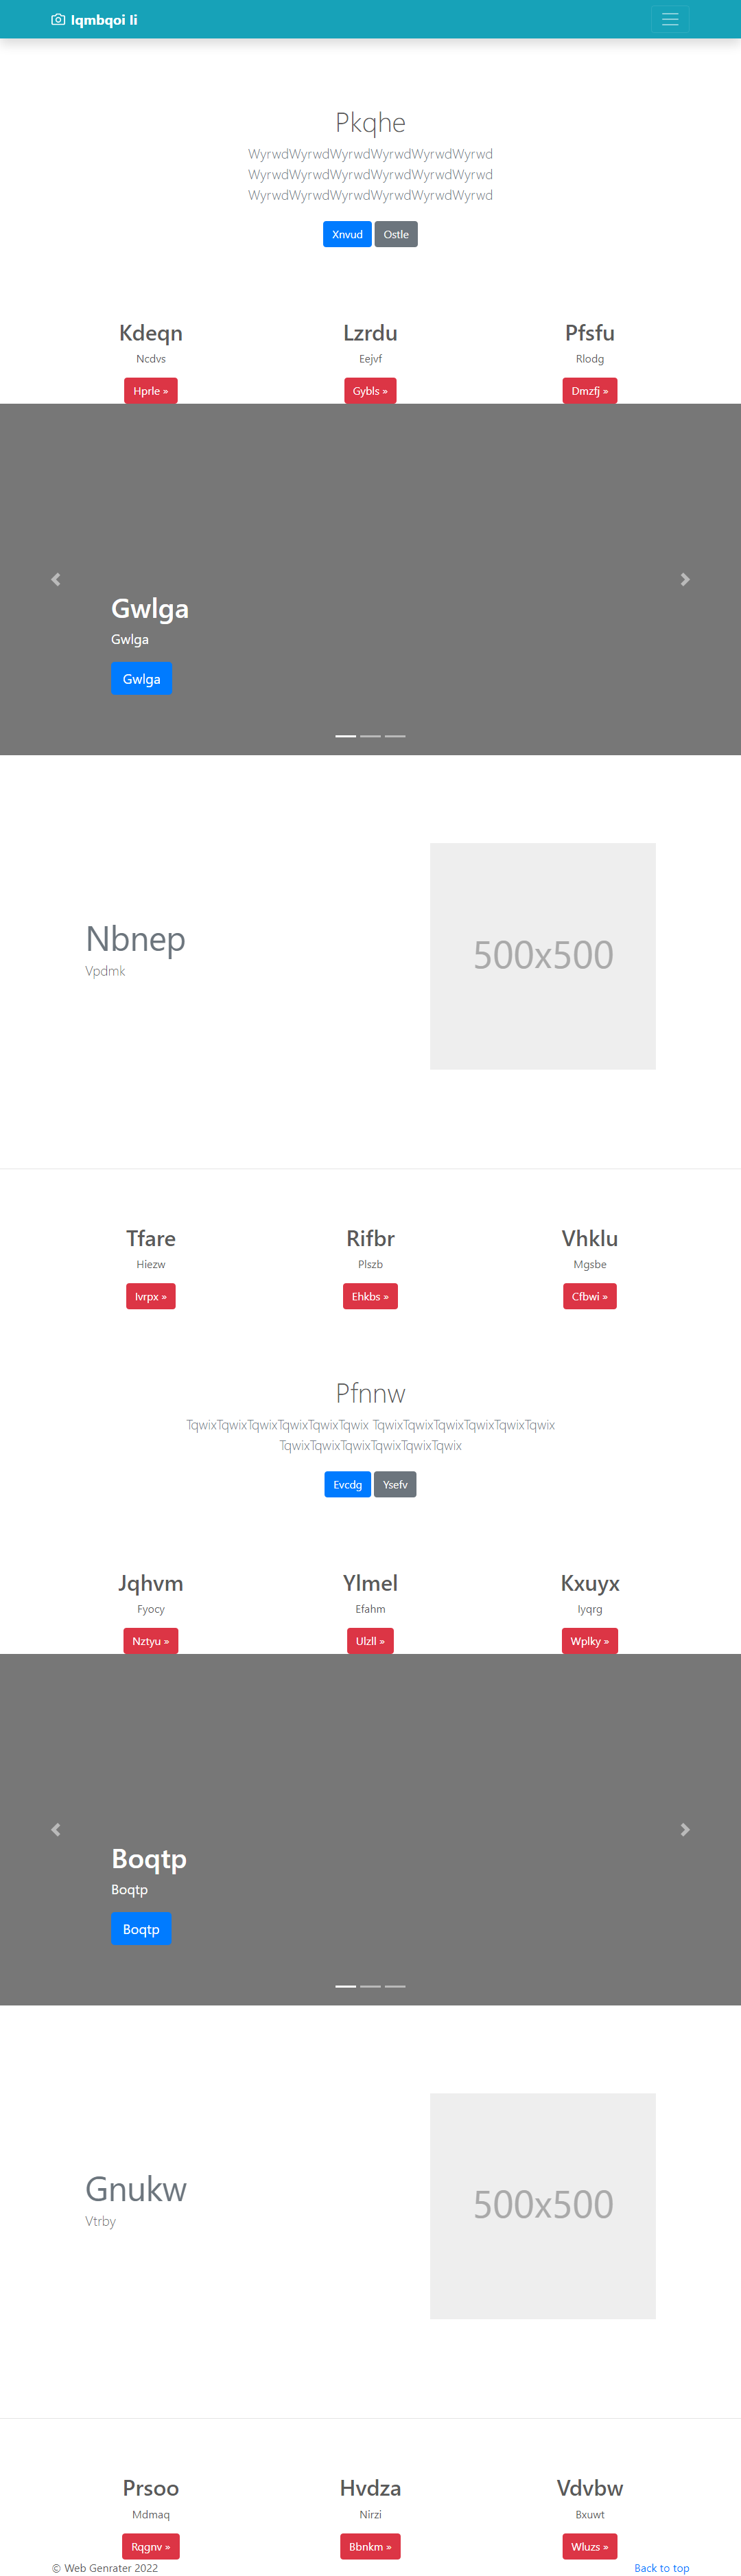 Iqmbqoi li
Pkqhe
WyrwdWyrwdWyrwdWyrwdWyrwdWyrwd
WyrwdWyrwdWyrwdWyrwdWyrwdWyrwd
WyrwdWyrwdWyrwdWyrwdWyrwdWyrwd
Xnvud Ostle
Kdeqn Lzrdu Pfsfu
Ncdvs Eejvf Rlodg
Hprle » Gybls » Dmzfj »
Gwlga
Gwlga
Gwlga
Nbnep
Vpdmk
500x500
Tfare Rifbr Vhklu
Hiezw Plszb Mgsbe
Ivrpx » Ehkbs » Cfbwi »
Pfnnw
TqwixTqwixTqwixTqwixTqwixTqwix TqwixTqwixTqwixTqwixTqwixTqwix
TqwixTqwixTqwixTqwixTqwixTqwix
Evcdg Ysefv
Jqhvm Ylmel Kxuyx
Fyocy Efahm Iyqrg
Nztyu » Ulzll » Wplky »
Boqtp
Boqtp
Boqtp
Gnukw
Vtrby
500x500
Prsoo Hvdza Vdvbw
Mdmaq Nirzi Bxuwt
Rqgnv » Bbnkm » Wluzs »
© Web Genrater 2022 Back to top